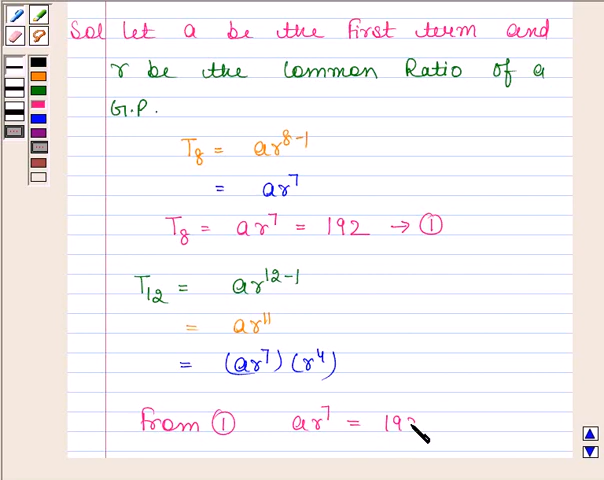 Sol Let a be the first term and
r be the Common Ratio of a
G.P.
T₈ = ar⁸⁻¹
= ar⁷
T₈ = ar⁷ = 192 → ①
T₁₂ = ar¹²⁻¹
= ar¹¹
= (ar⁷) (r⁴)
From ① ar⁷ = 19